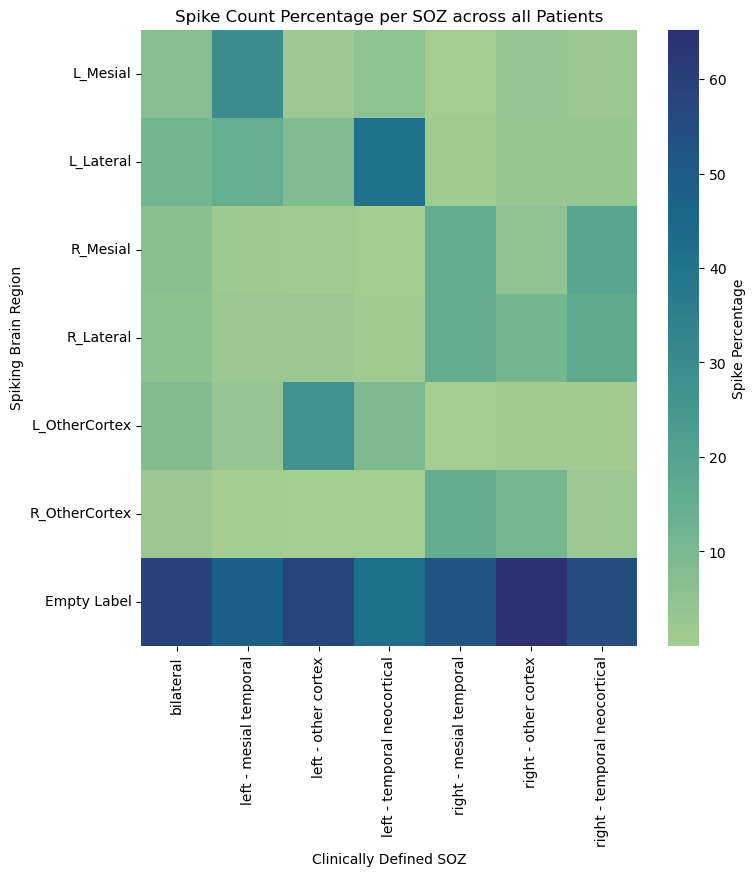 Spike Count Percentage per SOZ across all Patients
Spiking Brain Region
L_Mesial
L_Lateral
R_Mesial
R_Lateral
L_OtherCortex
R_OtherCortex
Empty Label
bilateral
left - mesial temporal
left - other cortex
left - temporal neocortical
right - mesial temporal
right - other cortex
right - temporal neocortical
Clinically Defined SOZ
60
50
40
30
20
10
Spike Percentage